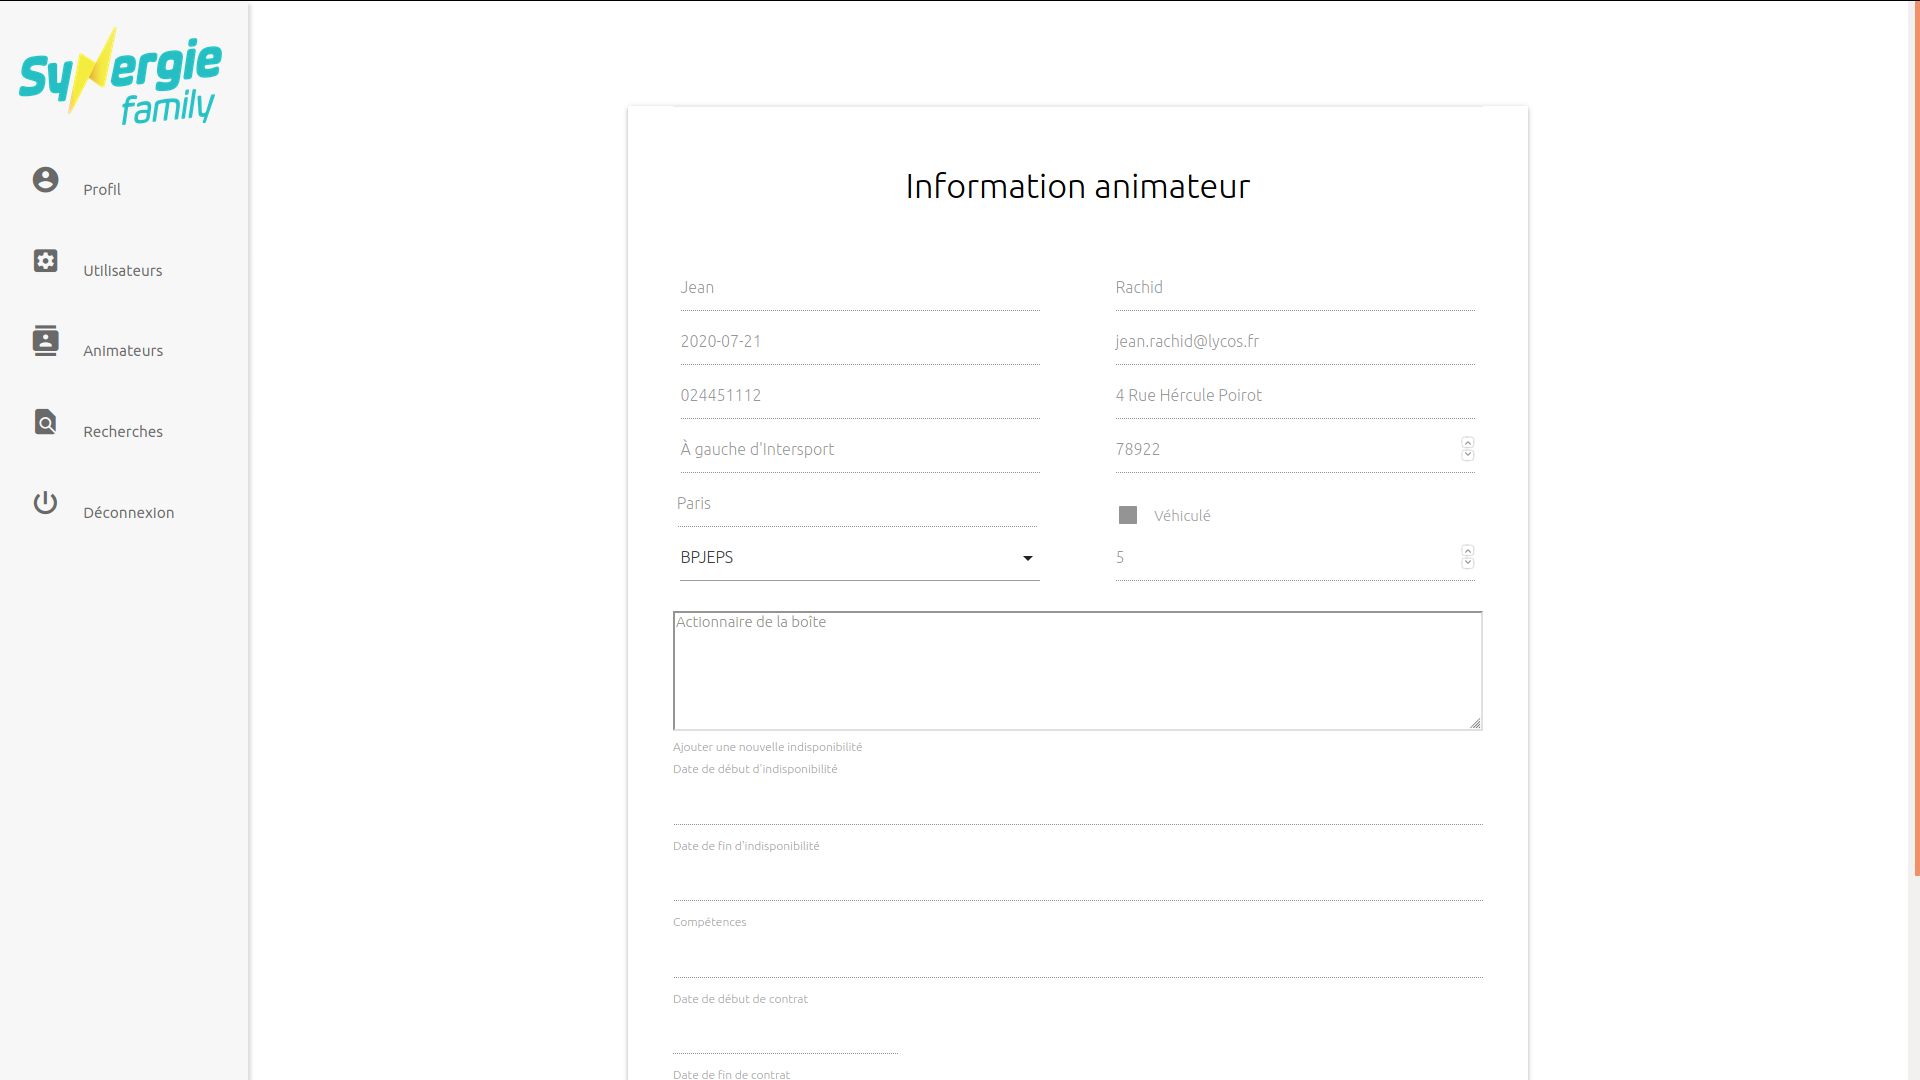 Synergie
family
Profil
Utilisateurs
Animateurs
Recherches
Déconnexion
Information animateur
Jean
Rachid
2020-07-21
jean.rachid@lycos.fr
024451112
4 Rue Hércule Poirot
À gauche d'Intersport
78922
Paris
Véhiculé
BPJEPS
5
Actionnaire de la boîte
Ajouter une nouvelle indisponibilité
Date de début d'indisponibilité
Date de fin d'indisponibilité
Compétences
Date de début de contrat
Date de fin de contrat